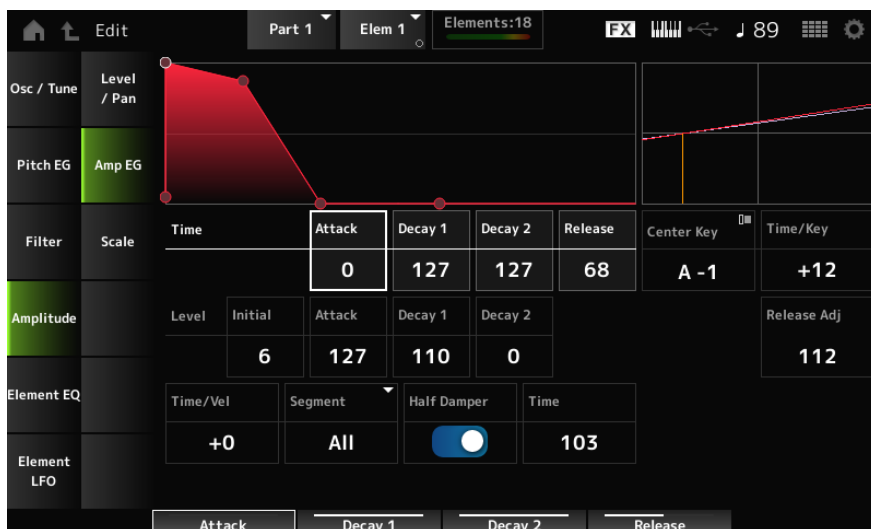 Edit
Part 1
Elem 1
Elements:18
FX
♩ 89
Osc / Tune
Level
/ Pan
Pitch EG
Amp EG
Filter
Scale
Amplitude
Element EQ
Element
LFO
Time
Attack
Decay 1
Decay 2
Release
Center Key
Time/Key
0
127
127
68
A -1
+12
Level
Initial
Attack
Decay 1
Decay 2
Release Adj
6
127
110
0
112
Time/Vel
Segment
Half Damper
Time
+0
All
103
Attack
Decay 1
Decay 2
Release